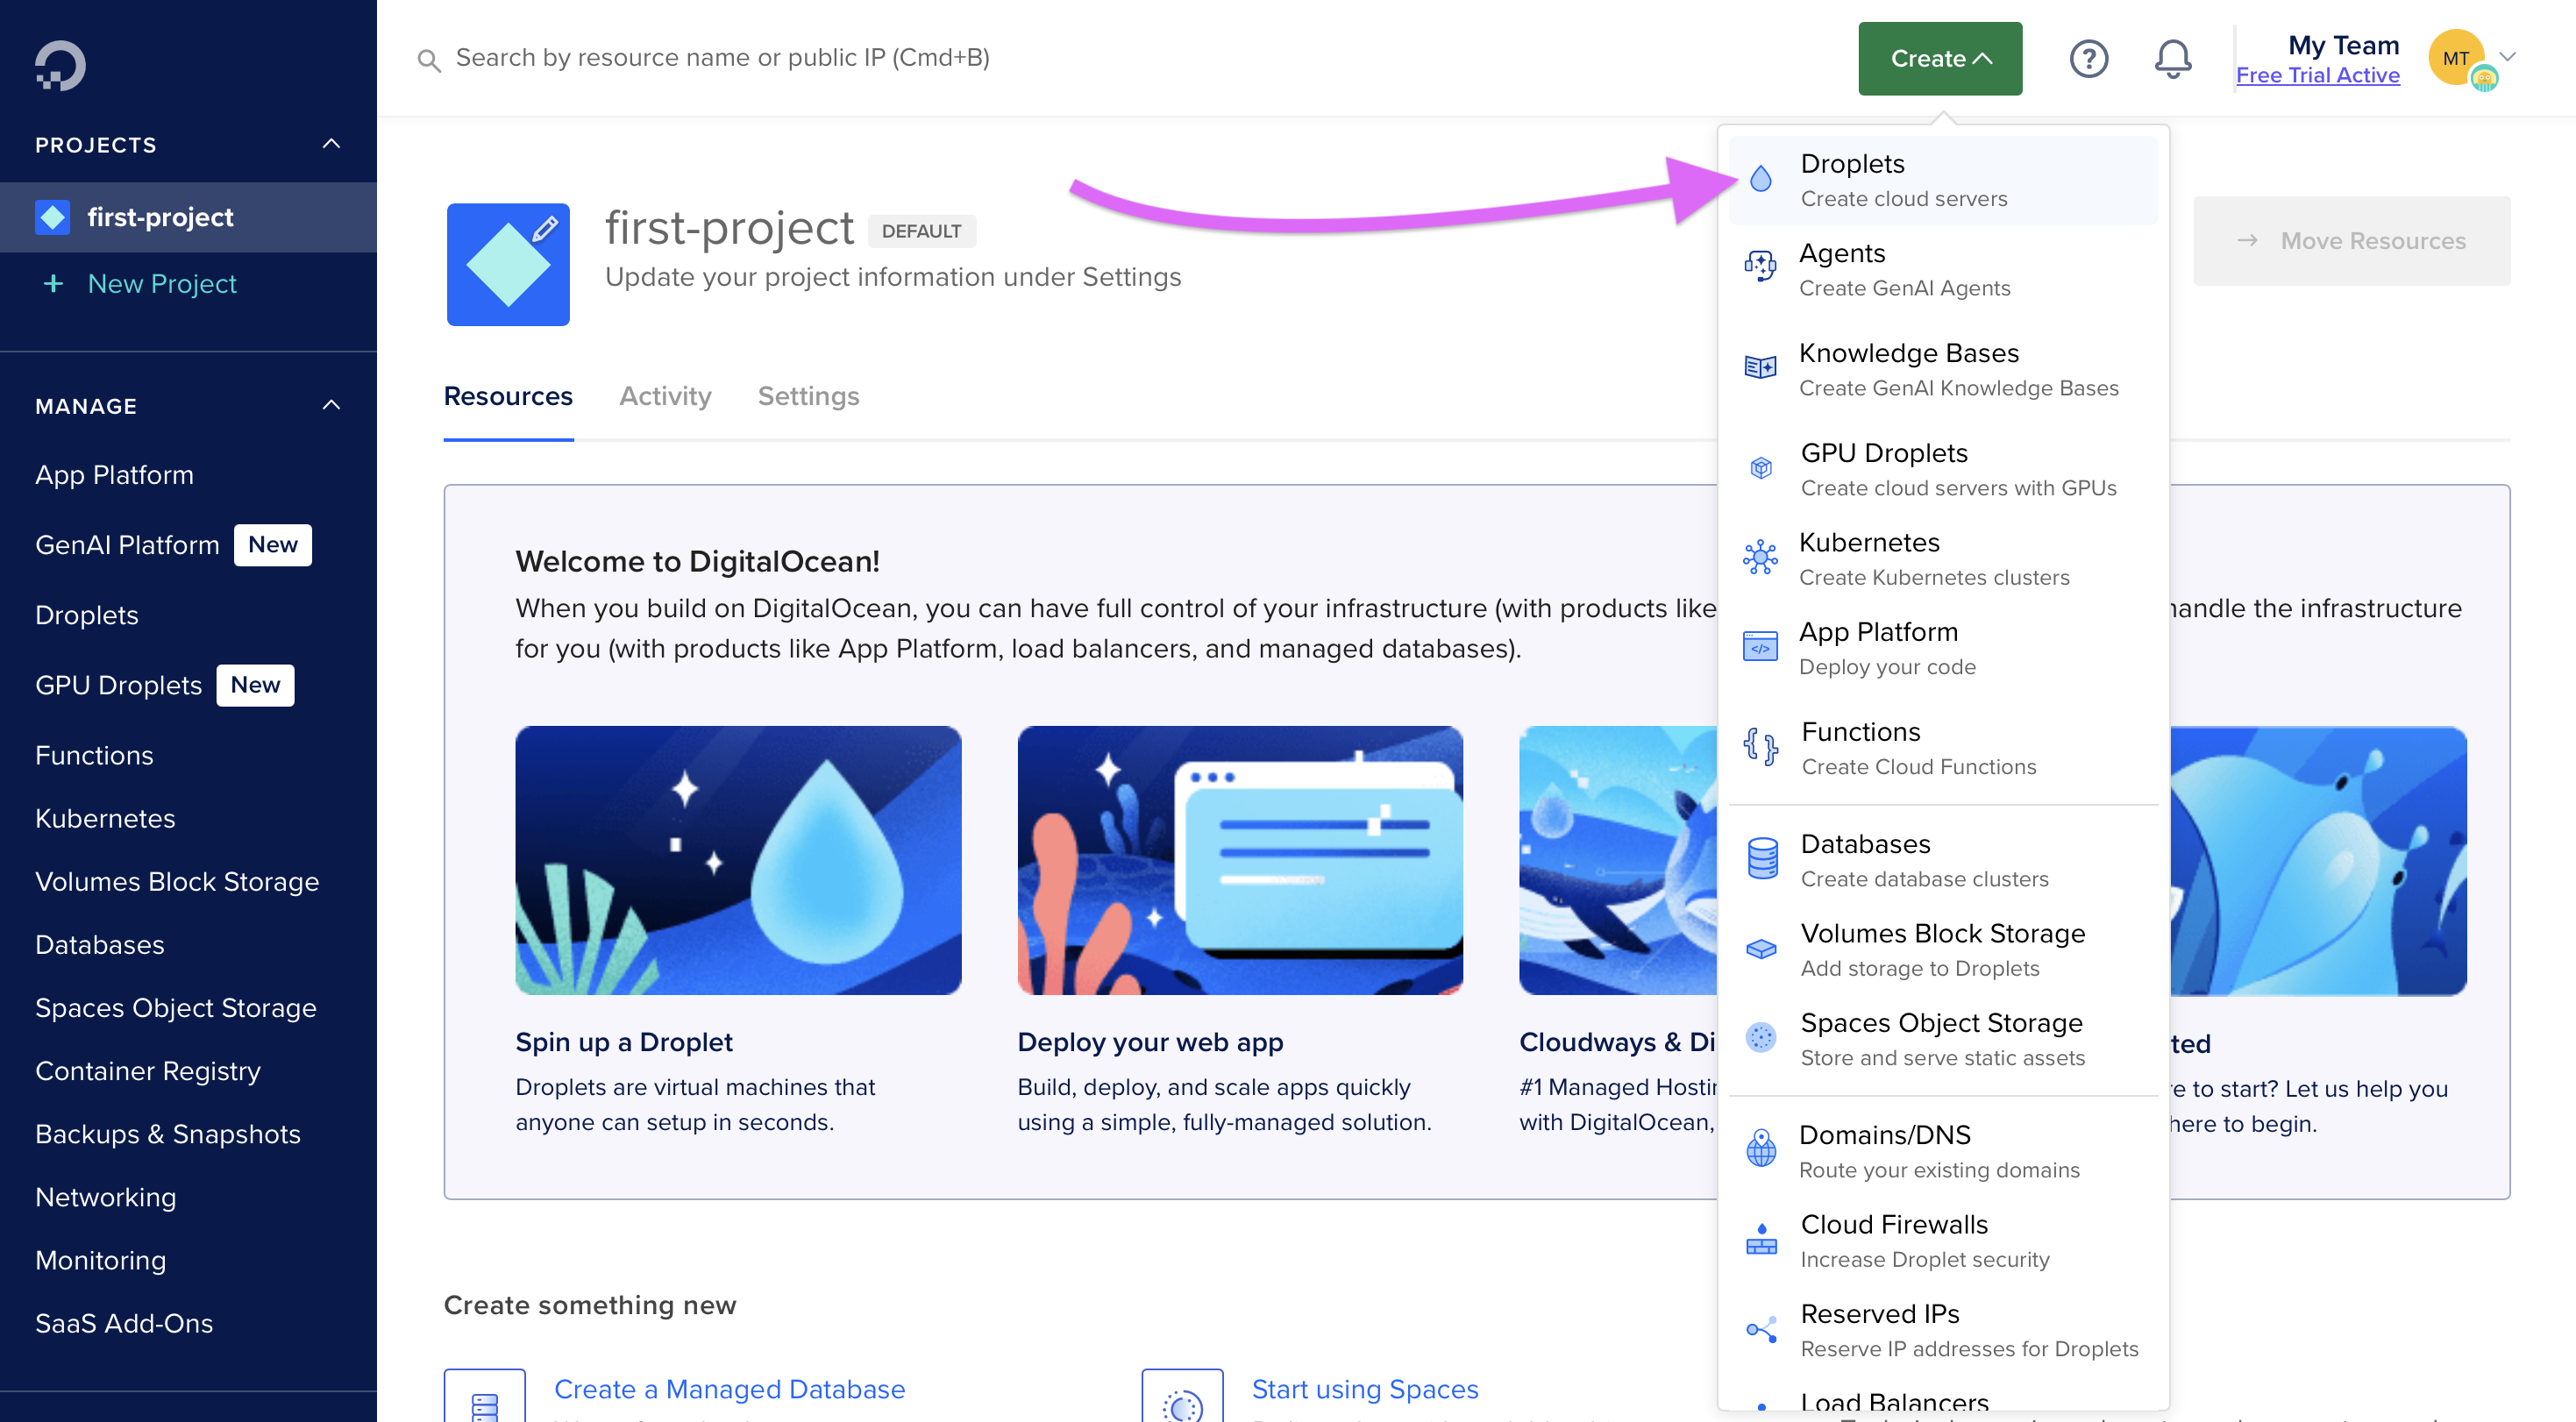 Search by resource name or public IP (Cmd+B)
Create
My Team
Free Trial Active
MT
PROJECTS
first-project
+ New Project
MANAGE
App Platform
GenAI Platform New
Droplets
GPU Droplets New
Functions
Kubernetes
Volumes Block Storage
Databases
Spaces Object Storage
Container Registry
Backups & Snapshots
Networking
Monitoring
SaaS Add-Ons
first-project DEFAULT
Update your project information under Settings
→ Move Resources
Resources Activity Settings
Welcome to DigitalOcean!
When you build on DigitalOcean, you can have full control of your infrastructure (with products like
handle the infrastructure
for you (with products like App Platform, load balancers, and managed databases).
Spin up a Droplet
Droplets are virtual machines that
anyone can setup in seconds.
Deploy your web app
Build, deploy, and scale apps quickly
using a simple, fully-managed solution.
Cloudways & Di
#1 Managed Hostin
with DigitalOcean,
ted
re to start? Let us help you
here to begin.
Create something new
Create a Managed Database
Start using Spaces
Droplets
Create cloud servers
Agents
Create GenAI Agents
Knowledge Bases
Create GenAI Knowledge Bases
GPU Droplets
Create cloud servers with GPUs
Kubernetes
Create Kubernetes clusters
App Platform
Deploy your code
Functions
Create Cloud Functions
Databases
Create database clusters
Volumes Block Storage
Add storage to Droplets
Spaces Object Storage
Store and serve static assets
Domains/DNS
Route your existing domains
Cloud Firewalls
Increase Droplet security
Reserved IPs
Reserve IP addresses for Droplets
Load Balancers